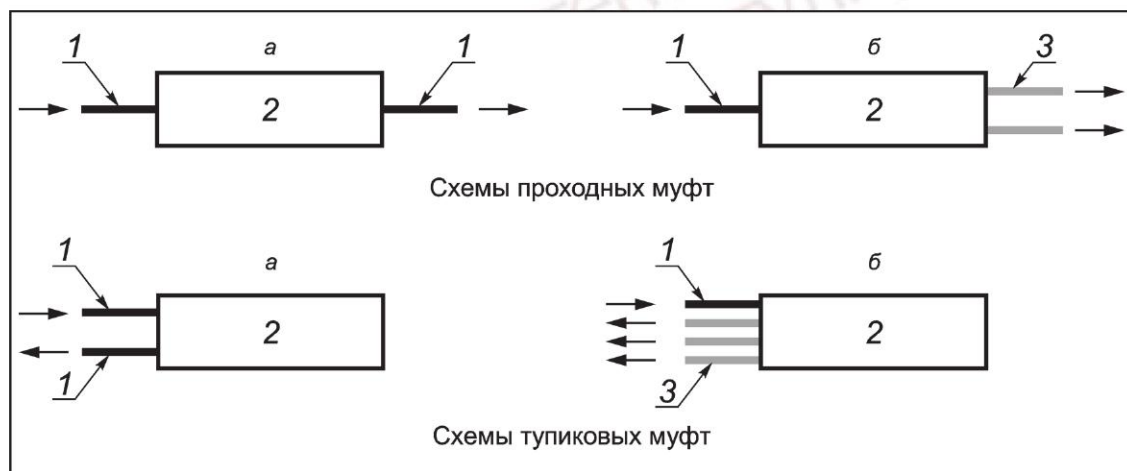 1 а 1 1 б 3
2 2
Схемы проходных муфт
1 а 1 б
2 2
1 3
Схемы тупиковых муфт